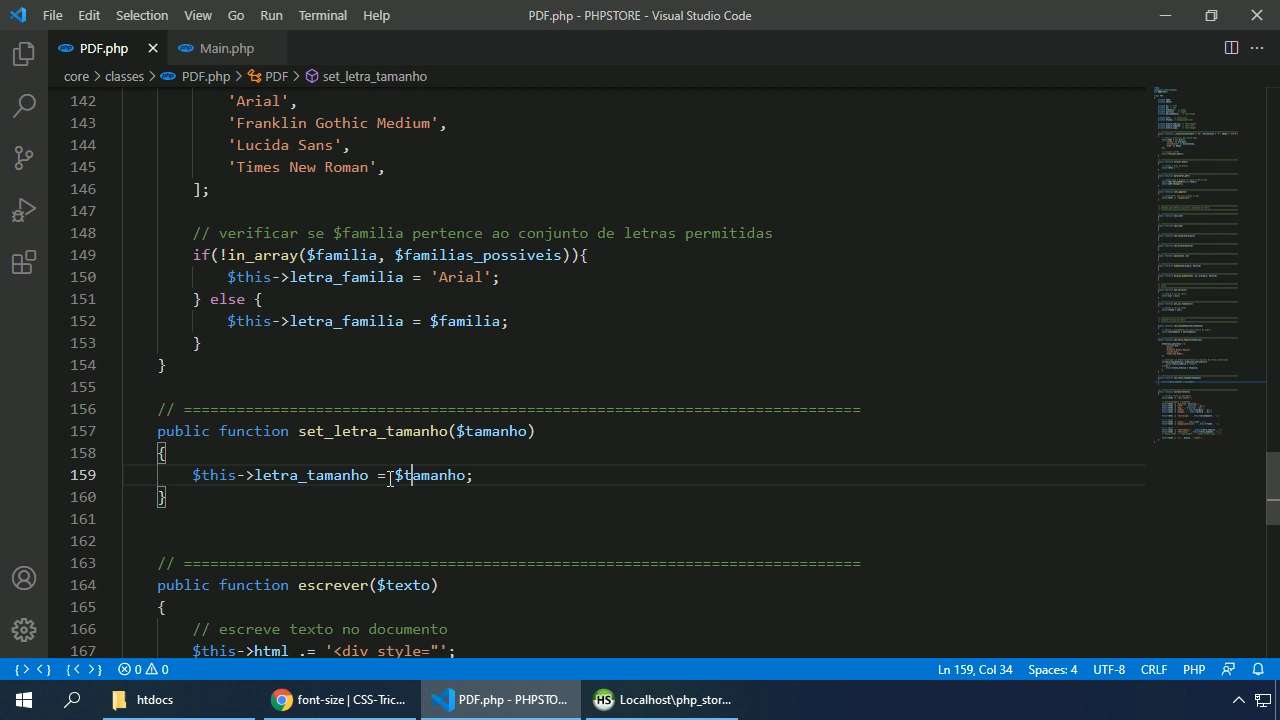 File Edit Selection View Go Run Terminal Help PDF.php - PHPSTORE - Visual Studio Code
PDF.php Main.php
core > classes > PDF.php > PDF > set_letra_tamanho
142 'Arial',
143 'Franklin Gothic Medium',
144 'Lucida Sans',
145 'Times New Roman',
146 ];
147
148 // verificar se $familia pertence ao conjunto de letras permitidas
149 if(!in_array($familia, $familias_possiveis)){
150 $this->letra_familia = 'Arial';
151 } else {
152 $this->letra_familia = $familia;
153 }
154 }
155
156 // =============================================================================
157 public function set_letra_tamanho($tamanho)
158 {
159 $this->letra_tamanho = $tamanho;
160 }
161
162
163 // =============================================================================
164 public function escrever($texto)
165 {
166 // escreve texto no documento
167 $this->html .= '<div style="';
0 0 Ln 159, Col 34 Spaces: 4 UTF-8 CRLF PHP
htdocs font-size | CSS-Tric... PDF.php - PHPSTO... HS Localhost\php_stor...